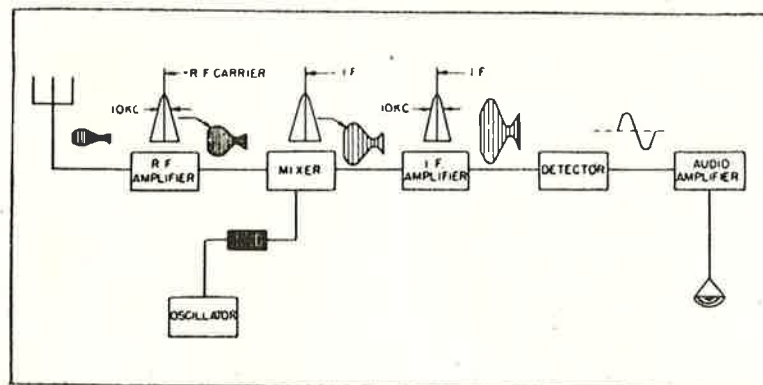 R F CARRIER
I F
I F
10KC
10KC
R F
AMPLIFIER
MIXER
I. F.
AMPLIFIER
DETECTOR
AUDIO
AMPLIFIER
OSCILLATOR